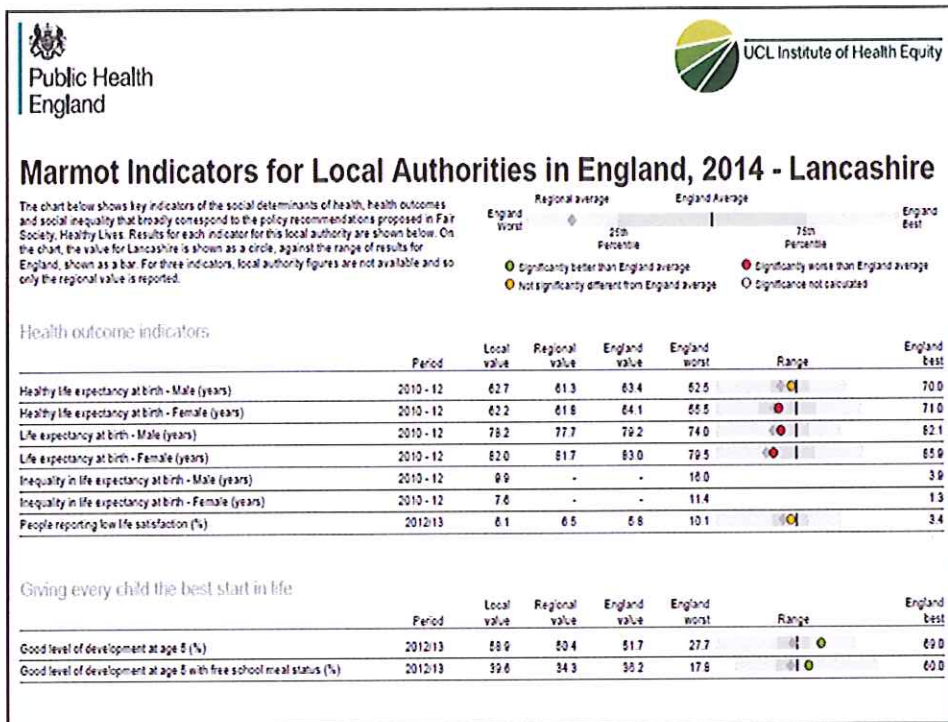 Public Health
England
UCL Institute of Health Equity
Marmot Indicators for Local Authorities in England, 2014 - Lancashire
The chart below shows key indicators of the social determinants of health, health outcomes
and social inequality that broadly correspond to the policy recommendations proposed in Fair
Society, Healthy Lives. Results for each indicator for this local authority are shown below. On
the chart, the value for Lancashire is shown as a circle, against the range of results for
England, shown as a bar. For three indicators, local authority figures are not available and so
only the regional value is reported.
Regional average England Average
England Worst England Best
25th Percentile 75th Percentile
Significantly better than England average Significantly worse than England average
Not significantly different from England average Significance not calculated
Health outcome indicators
Period Local value Regional value England value England worst Range England best
Healthy life expectancy at birth - Male (years) 2010 - 12 62.7 61.3 63.4 52.5 70.0
Healthy life expectancy at birth - Female (years) 2010 - 12 62.2 61.8 64.1 55.5 71.0
Life expectancy at birth - Male (years) 2010 - 12 78.2 77.7 79.2 74.0 82.1
Life expectancy at birth - Female (years) 2010 - 12 82.0 81.7 83.0 79.5 85.9
Inequality in life expectancy at birth - Male (years) 2010 - 12 9.9 - - 16.0 3.9
Inequality in life expectancy at birth - Female (years) 2010 - 12 7.6 - - 11.4 1.3
People reporting low life satisfaction (%) 2012/13 6.1 6.5 5.8 10.1 3.4
Giving every child the best start in life
Period Local value Regional value England value England worst Range England best
Good level of development at age 5 (%) 2012/13 58.9 50.4 51.7 27.7 69.0
Good level of development at age 5 with free school meal status (%) 2012/13 39.6 34.3 36.2 17.8 60.0